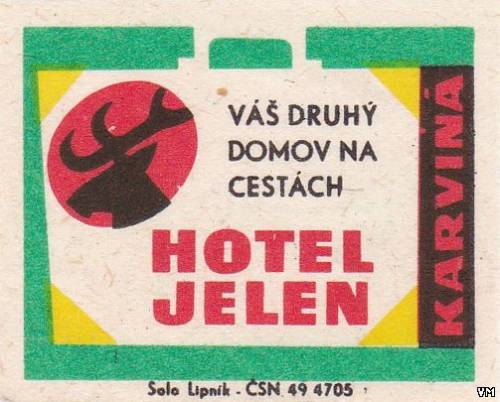 VÁŠ DRUHÝ
DOMOV NA
CESTÁCH
HOTEL
JELEN
KARVINÁ
Solo Lipník - ČSN 49 4705
VM